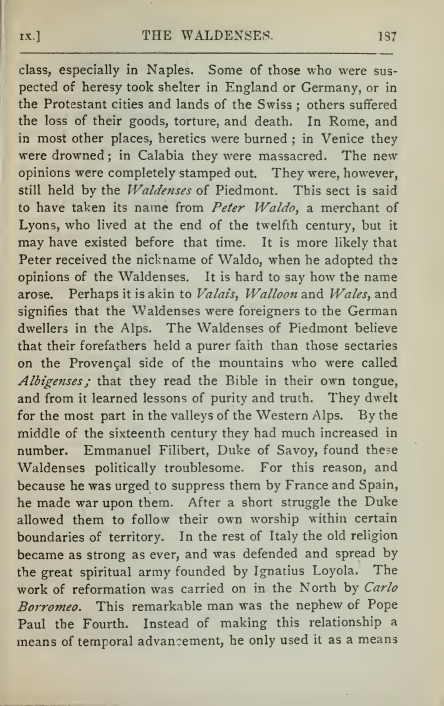 IX.] THE WALDENSES. 187
class, especially in Naples. Some of those who were sus-
pected of heresy took shelter in England or Germany, or in
the Protestant cities and lands of the Swiss ; others suffered
the loss of their goods, torture, and death. In Rome, and
in most other places, heretics were burned ; in Venice they
were drowned ; in Calabia they were massacred. The new
opinions were completely stamped out. They were, however,
still held by the Waldenses of Piedmont. This sect is said
to have taken its name from Peter Waldo, a merchant of
Lyons, who lived at the end of the twelfth century, but it
may have existed before that time. It is more likely that
Peter received the nickname of Waldo, when he adopted the
opinions of the Waldenses. It is hard to say how the name
arose. Perhaps it is akin to Valais, Walloon and Wales, and
signifies that the Waldenses were foreigners to the German
dwellers in the Alps. The Waldenses of Piedmont believe
that their forefathers held a purer faith than those sectaries
on the Provençal side of the mountains who were called
Albigenses ; that they read the Bible in their own tongue,
and from it learned lessons of purity and truth. They dwelt
for the most part in the valleys of the Western Alps. By the
middle of the sixteenth century they had much increased in
number. Emmanuel Filibert, Duke of Savoy, found these
Waldenses politically troublesome. For this reason, and
because he was urged to suppress them by France and Spain,
he made war upon them. After a short struggle the Duke
allowed them to follow their own worship within certain
boundaries of territory. In the rest of Italy the old religion
became as strong as ever, and was defended and spread by
the great spiritual army founded by Ignatius Loyola. The
work of reformation was carried on in the North by Carlo
Borromeo. This remarkable man was the nephew of Pope
Paul the Fourth. Instead of making this relationship a
means of temporal advancement, he only used it as a means